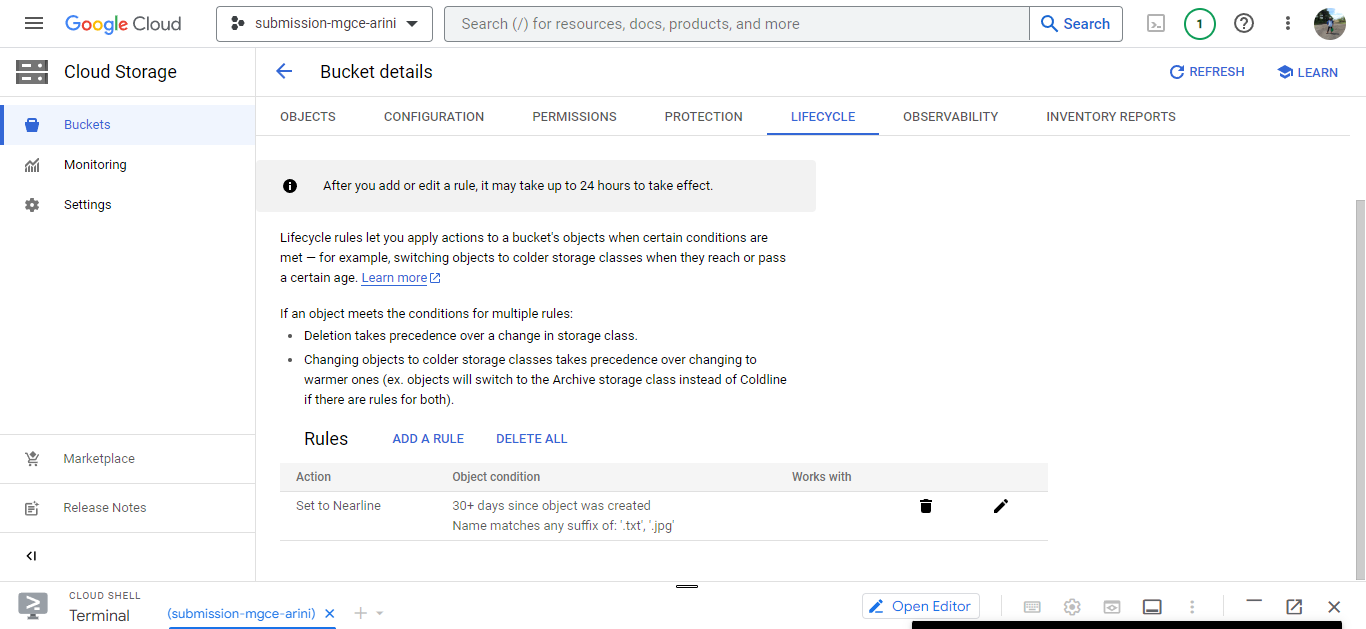 Google Cloud
submission-mgce-arini
Search (/) for resources, docs, products, and more
Search
1
Cloud Storage
Bucket details
REFRESH
LEARN
Buckets
Monitoring
Settings
Marketplace
Release Notes
OBJECTS
CONFIGURATION
PERMISSIONS
PROTECTION
LIFECYCLE
OBSERVABILITY
INVENTORY REPORTS
After you add or edit a rule, it may take up to 24 hours to take effect.
Lifecycle rules let you apply actions to a bucket's objects when certain conditions are
met — for example, switching objects to colder storage classes when they reach or pass
a certain age. Learn more
If an object meets the conditions for multiple rules:
• Deletion takes precedence over a change in storage class.
• Changing objects to colder storage classes takes precedence over changing to
warmer ones (ex. objects will switch to the Archive storage class instead of Coldline
if there are rules for both).
Rules
ADD A RULE
DELETE ALL
Action
Object condition
Works with
Set to Nearline
30+ days since object was created
Name matches any suffix of: '.txt', '.jpg'
CLOUD SHELL
Terminal
(submission-mgce-arini)
Open Editor